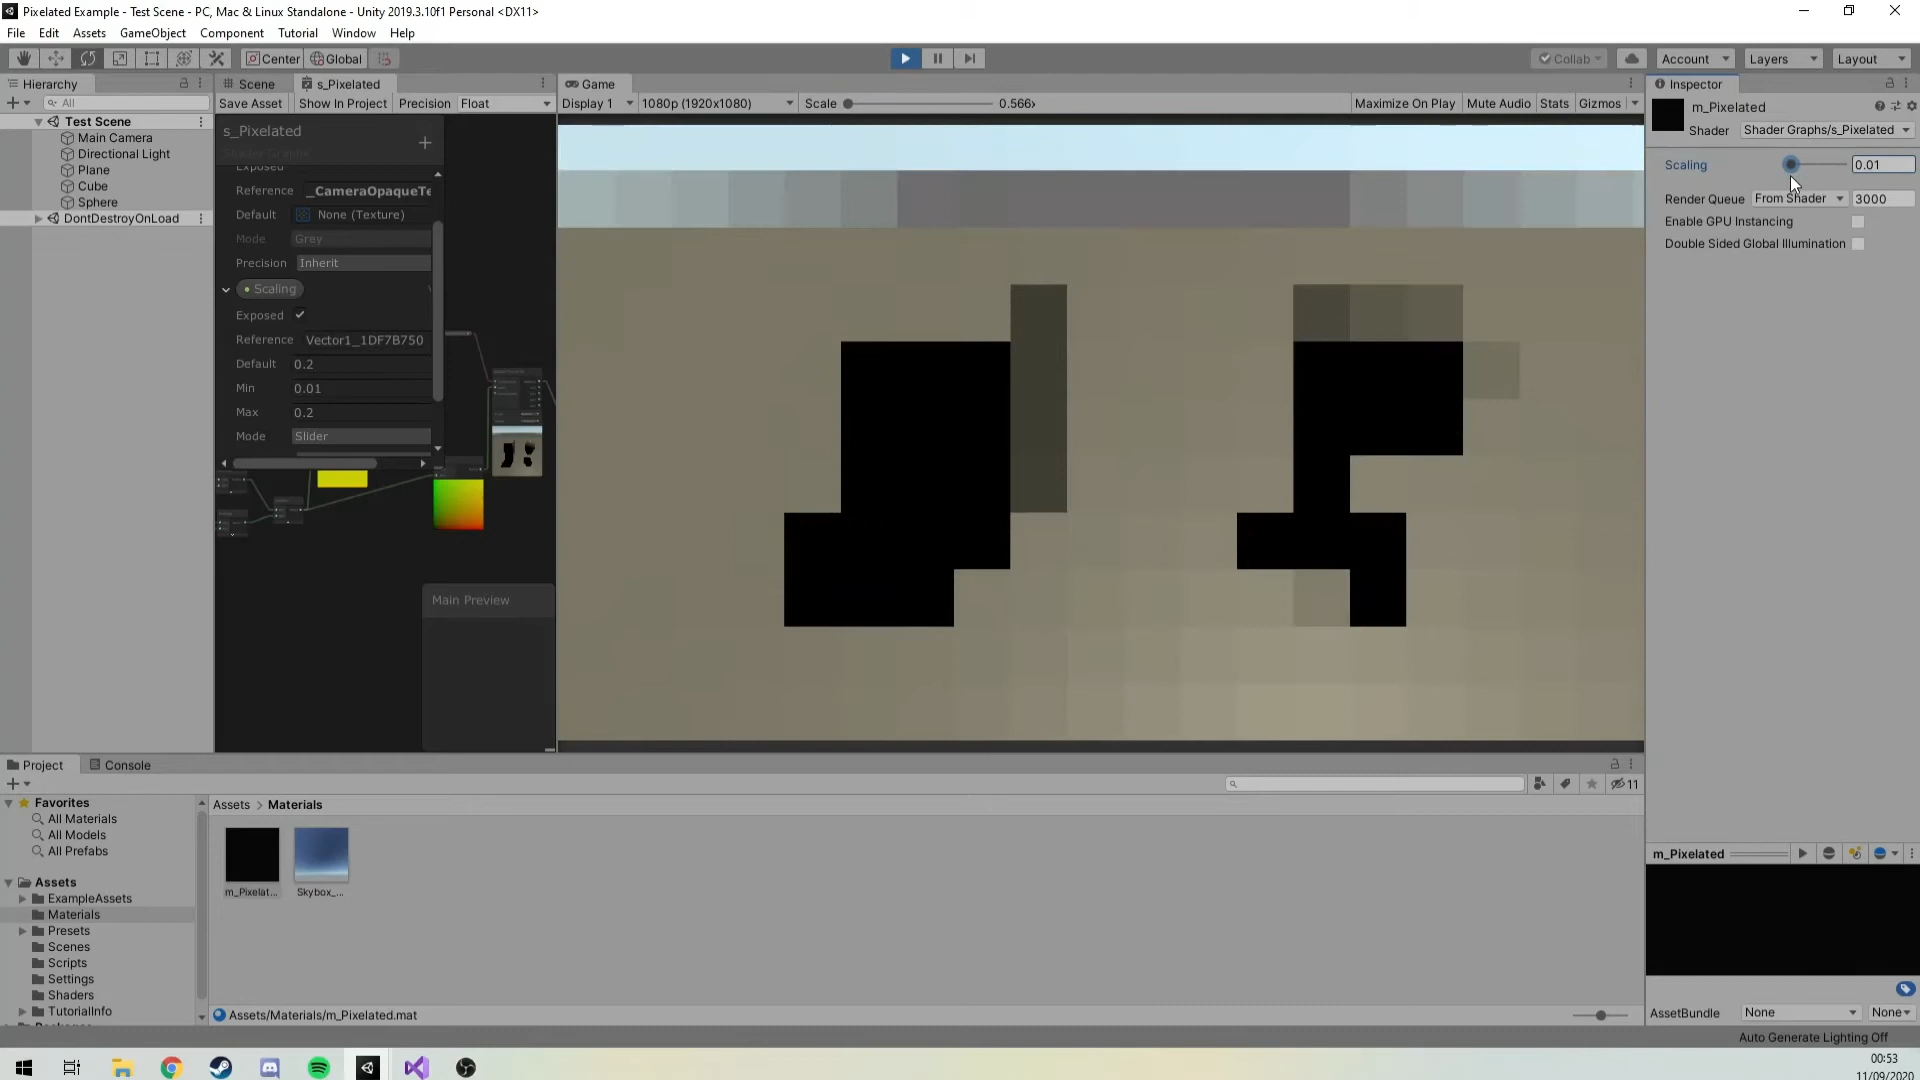 Pixelated Example - Test Scene - PC, Mac & Linux Standalone - Unity 2019.3.10f1 Personal <DX11>
File Edit Assets GameObject Component Tutorial Window Help
Center Global Collab Account Layers Layout
Hierarchy
All
Test Scene
Main Camera
Directional Light
Plane
Cube
Sphere
DontDestroyOnLoad
Scene s_Pixelated
Save Asset Show In Project Precision Float
s_Pixelated
Shader Graphs
Exposed
Reference _CameraOpaqueTe
Default None (Texture)
Mode Grey
Precision Inherit
Scaling
Exposed
Reference Vector1_1DF7B750
Default 0.2
Min 0.01
Max 0.2
Mode Slider
Main Preview
Game
Display 1 1080p (1920x1080) Scale 0.566x Maximize On Play Mute Audio Stats Gizmos
Inspector
m_Pixelated
Shader Shader Graphs/s_Pixelated
Scaling 0.01
Render Queue From Shader 3000
Enable GPU Instancing
Double Sided Global Illumination
Project Console
11
Favorites
All Materials
All Models
All Prefabs
Assets
ExampleAssets
Materials
Presets
Scenes
Scripts
Settings
Shaders
TutorialInfo
Assets > Materials
m_Pixelat... Skybox_...
Assets/Materials/m_Pixelated.mat
m_Pixelated
AssetBundle None None
Auto Generate Lighting Off
00:53
11/09/2020